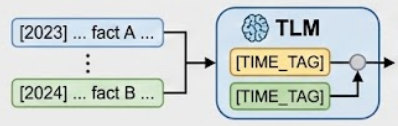 [2023] ... fact A ...
⋮
[2024] ... fact B ...
TLM
[TIME_TAG]
[TIME_TAG]